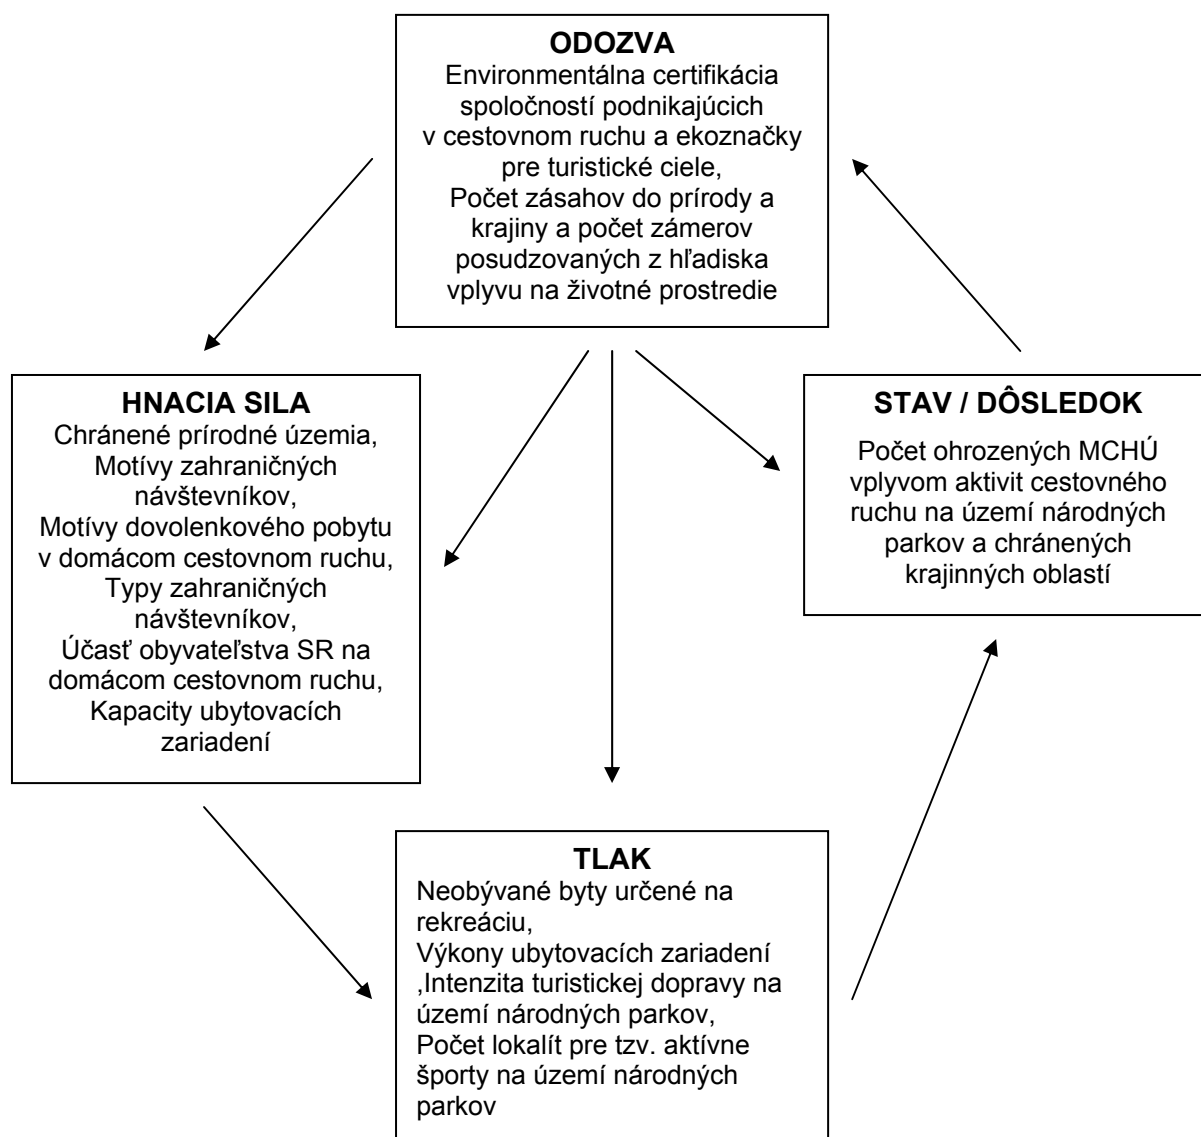 ODOZVA
Environmentálna certifikácia
spoločností podnikajúcich
v cestovnom ruchu a ekoznačky
pre turistické ciele,
Počet zásahov do prírody a
krajiny a počet zámerov
posudzovaných z hľadiska
vplyvu na životné prostredie
HNACIA SILA
Chránené prírodné územia,
Motívy zahraničných
návštevníkov,
Motívy dovolenkového pobytu
v domácom cestovnom ruchu,
Typy zahraničných
návštevníkov,
Účasť obyvateľstva SR na
domácom cestovnom ruchu,
Kapacity ubytovacích
zariadení
STAV / DÔSLEDOK
Počet ohrozených MCHÚ
vplyvom aktivit cestovného
ruchu na území národných
parkov a chránených
krajinných oblastí
TLAK
Neobývané byty určené na
rekreáciu,
Výkony ubytovacích zariadení
,Intenzita turistickej dopravy na
území národných parkov,
Počet lokalít pre tzv. aktívne
športy na území národných
parkov